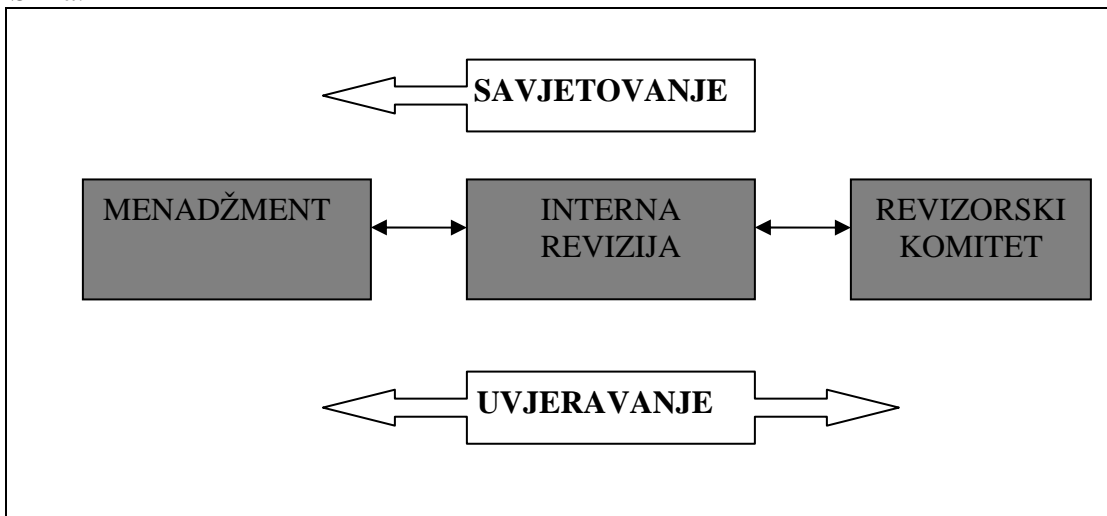 SAVJETOVANJE
MENADŽMENT
INTERNA
REVIZIJA
REVIZORSKI
KOMITET
UVJERAVANJE